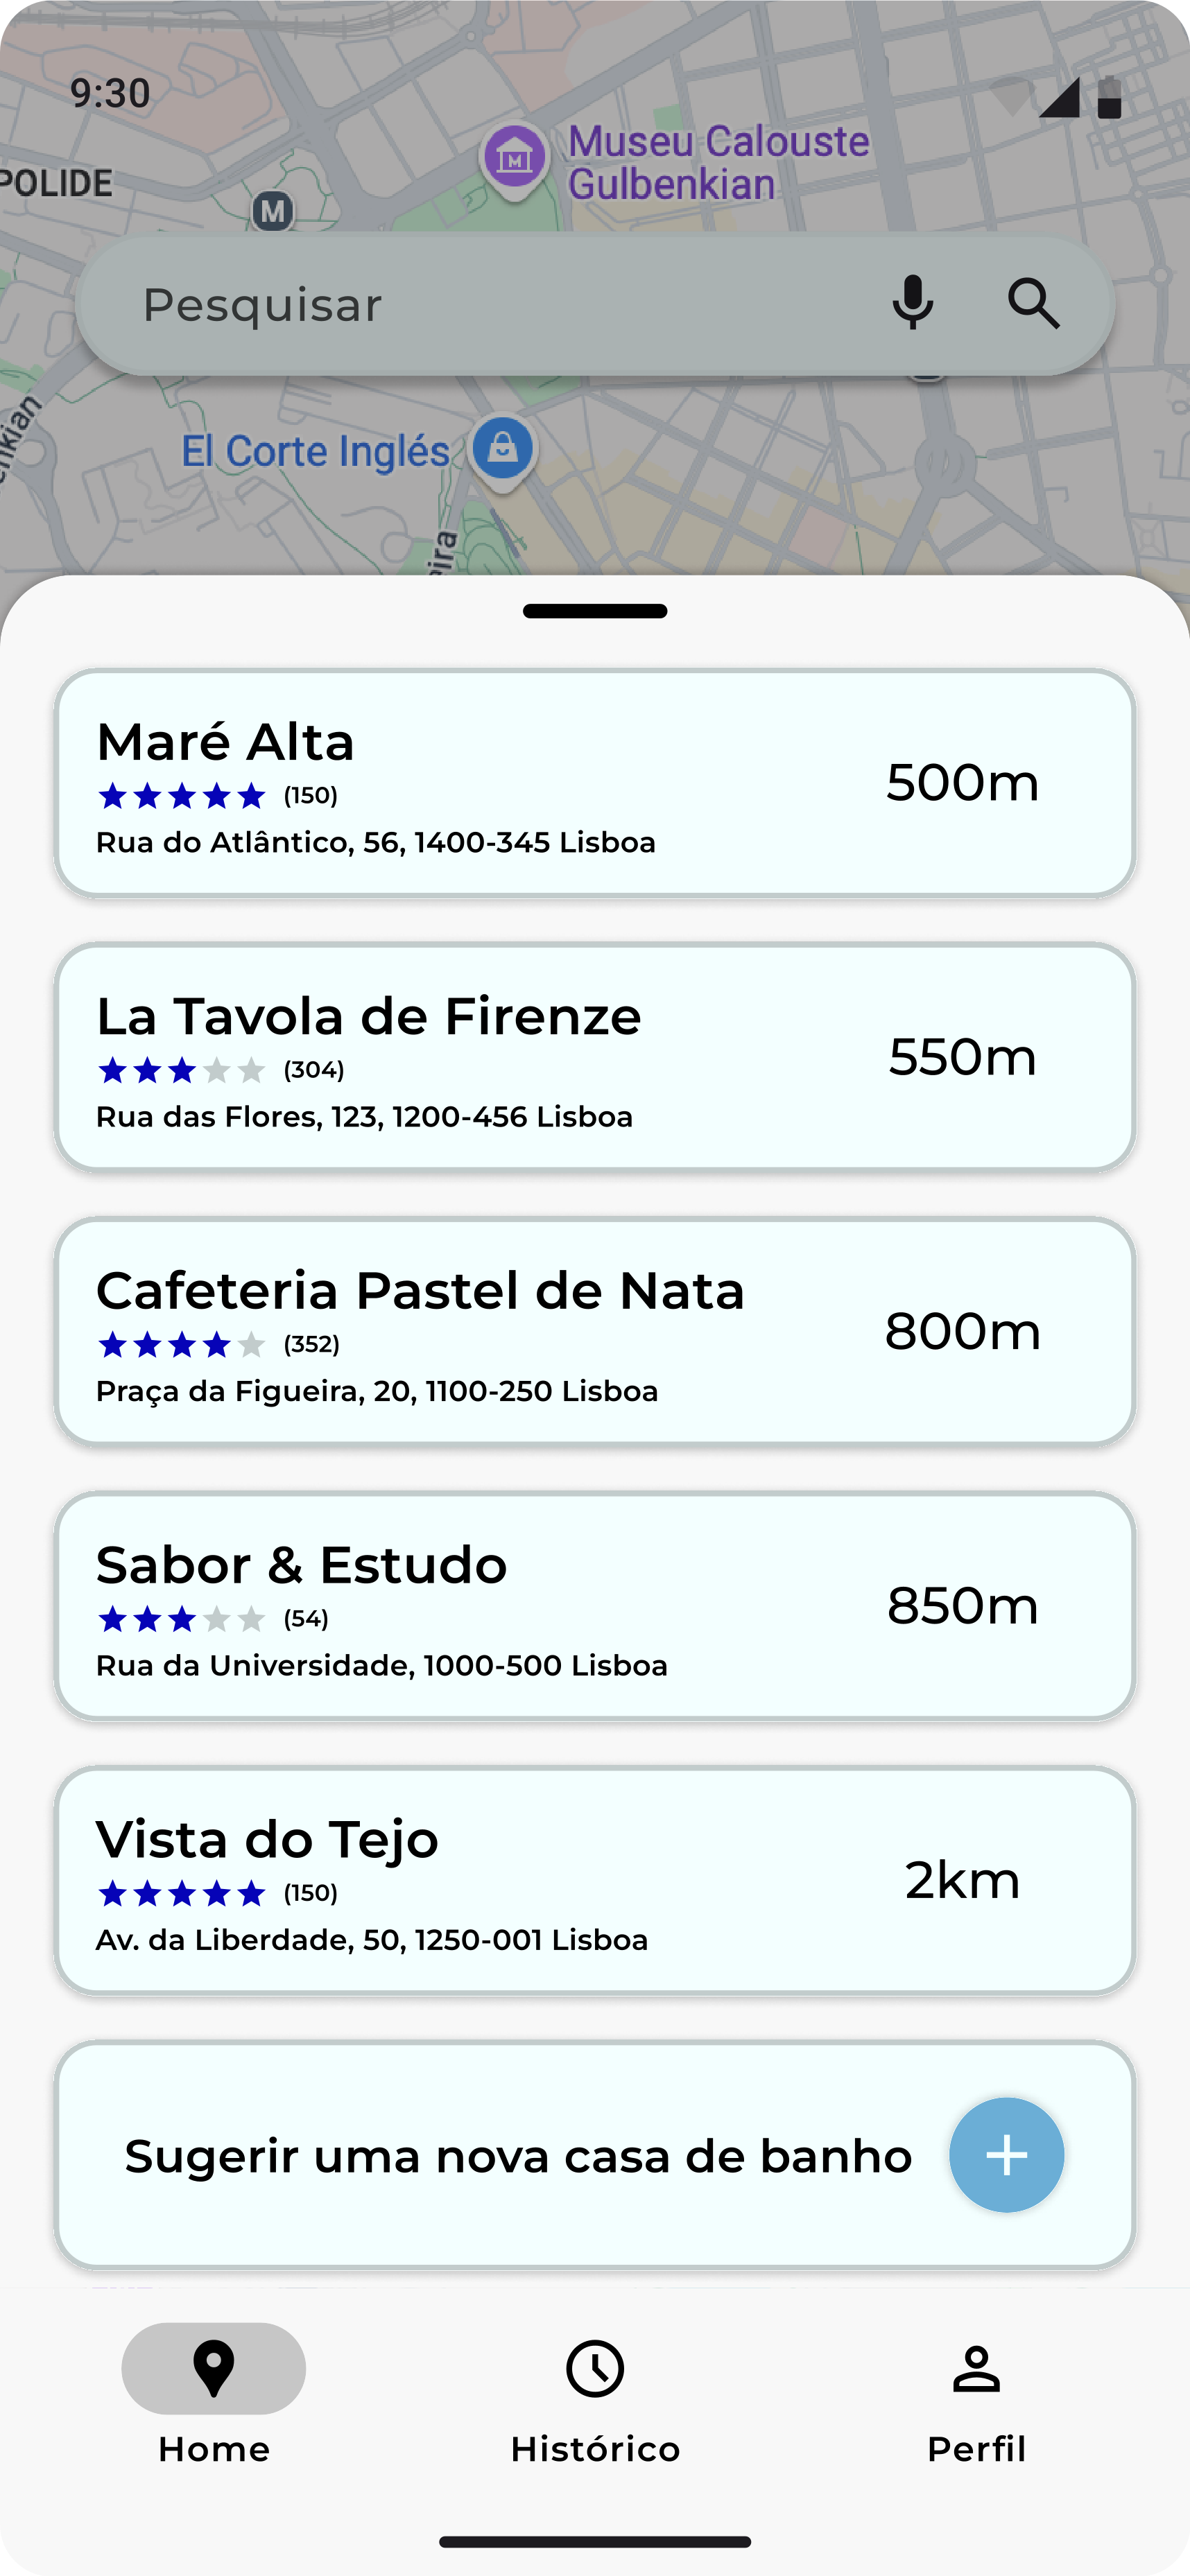 9:30
Museu Calouste
Gulbenkian
POLIDE
M
Pesquisar
El Corte Inglés
Maré Alta
(150)
500m
Rua do Atlântico, 56, 1400-345 Lisboa
La Tavola de Firenze
(304)
550m
Rua das Flores, 123, 1200-456 Lisboa
Cafeteria Pastel de Nata
(352)
800m
Praça da Figueira, 20, 1100-250 Lisboa
Sabor & Estudo
(54)
850m
Rua da Universidade, 1000-500 Lisboa
Vista do Tejo
(150)
2km
Av. da Liberdade, 50, 1250-001 Lisboa
Sugerir uma nova casa de banho
Home
Histórico
Perfil